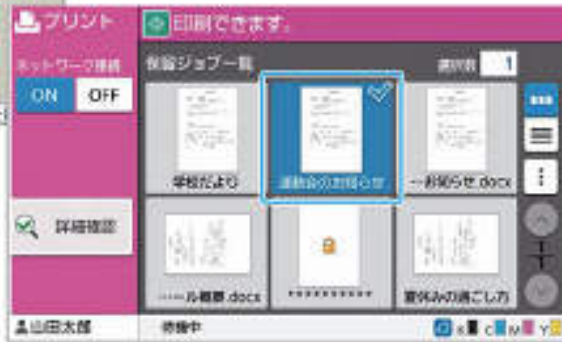 プリント
印刷できます。
ネットワーク接続
ON OFF
保留ジョブ一覧
選択数 1
学校だより
運動会のお知らせ
…お知らせ.docx
詳細確認
……ル概要.docx
**********
夏休みの過ごし方
山田太郎
待機中
K C M Y